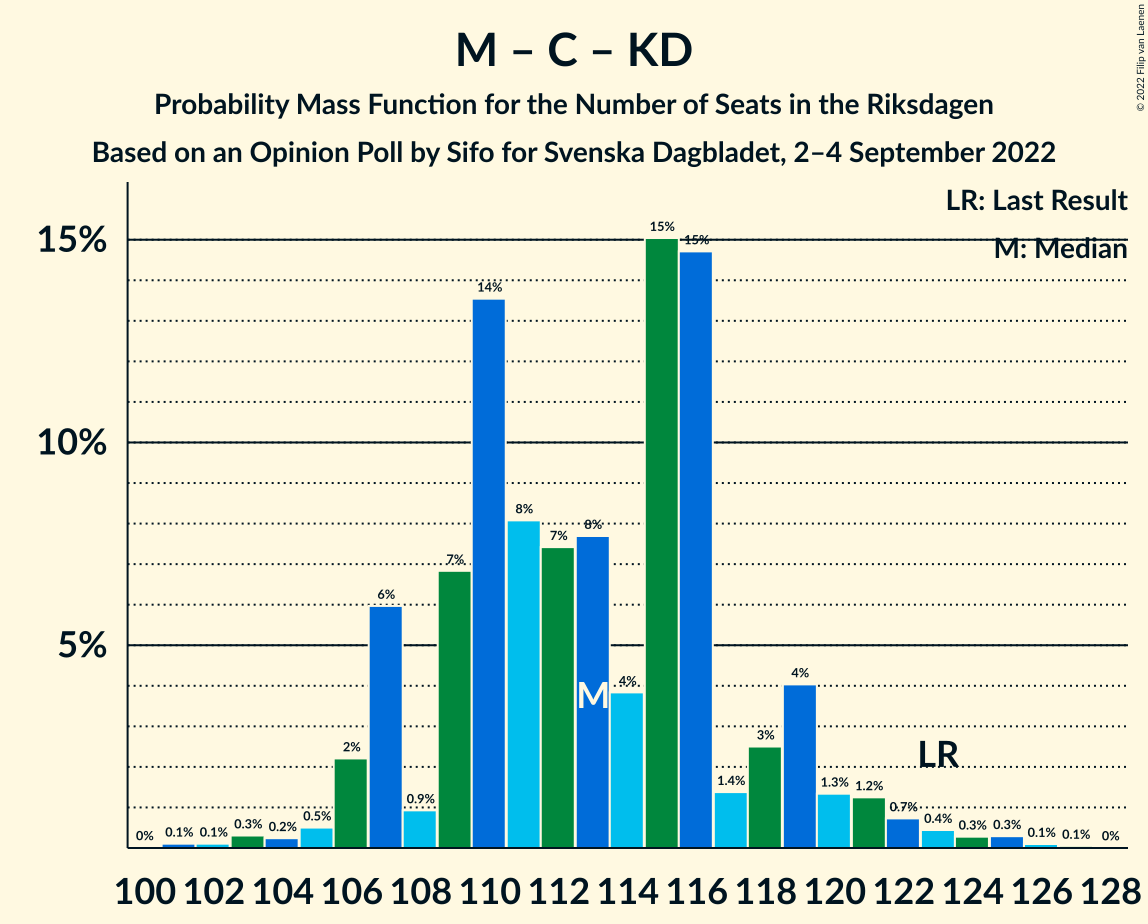 M – C – KD
Probability Mass Function for the Number of Seats in the Riksdagen
Based on an Opinion Poll by Sifo for Svenska Dagbladet, 2–4 September 2022
© 2022 Filip van Laenen
LR: Last Result
M: Median
15%
10%
5%
0% 0.1% 0.1% 0.3% 0.2% 0.5% 2% 6% 0.9% 7% 14% 8% 7% 8% 4% 15% 15% 1.4% 3% 4% 1.3% 1.2% 0.7% 0.4% 0.3% 0.3% 0.1% 0.1% 0%
M
LR
100 102 104 106 108 110 112 114 116 118 120 122 124 126 128